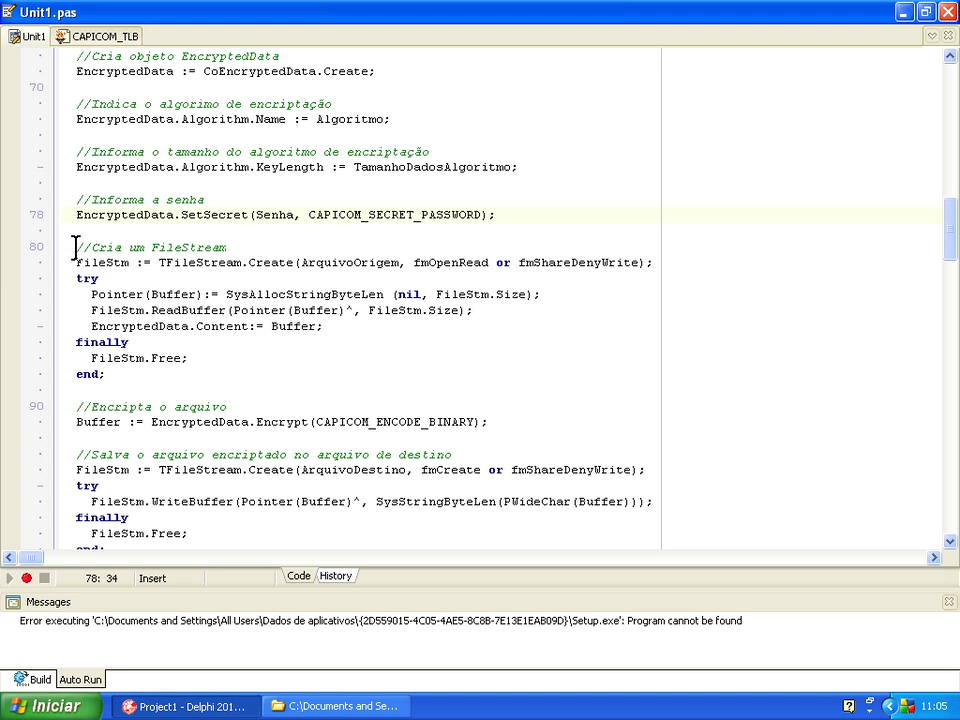 Unit1.pas
Unit1
CAPICOM_TLB
//Cria objeto EncryptedData
EncryptedData := CoEncryptedData.Create;
70
//Indica o algorimo de encriptação
EncryptedData.Algorithm.Name := Algoritmo;
//Informa o tamanho do algoritmo de encriptação
EncryptedData.Algorithm.KeyLength := TamanhoDadosAlgoritmo;
//Informa a senha
78 EncryptedData.SetSecret(Senha, CAPICOM_SECRET_PASSWORD);
80 //Cria um FileStream
FileStm := TFileStream.Create(ArquivoOrigem, fmOpenRead or fmShareDenyWrite);
try
Pointer(Buffer):= SysAllocStringByteLen (nil, FileStm.Size);
FileStm.ReadBuffer(Pointer(Buffer)^, FileStm.Size);
EncryptedData.Content:= Buffer;
finally
FileStm.Free;
end;
90 //Encripta o arquivo
Buffer := EncryptedData.Encrypt(CAPICOM_ENCODE_BINARY);
//Salva o arquivo encriptado no arquivo de destino
FileStm := TFileStream.Create(ArquivoDestino, fmCreate or fmShareDenyWrite);
try
FileStm.WriteBuffer(Pointer(Buffer)^, SysStringByteLen(PWideChar(Buffer)));
finally
FileStm.Free;
end;
78: 34 Insert Code History
Messages
Error executing 'C:\Documents and Settings\All Users\Dados de aplicativos\{2D559015-4C05-4AE5-8C8B-7E13E1EAB09D}\Setup.exe': Program cannot be found
Build Auto Run
Iniciar Project1 - Delphi 201... C:\Documents and Se... 11:05